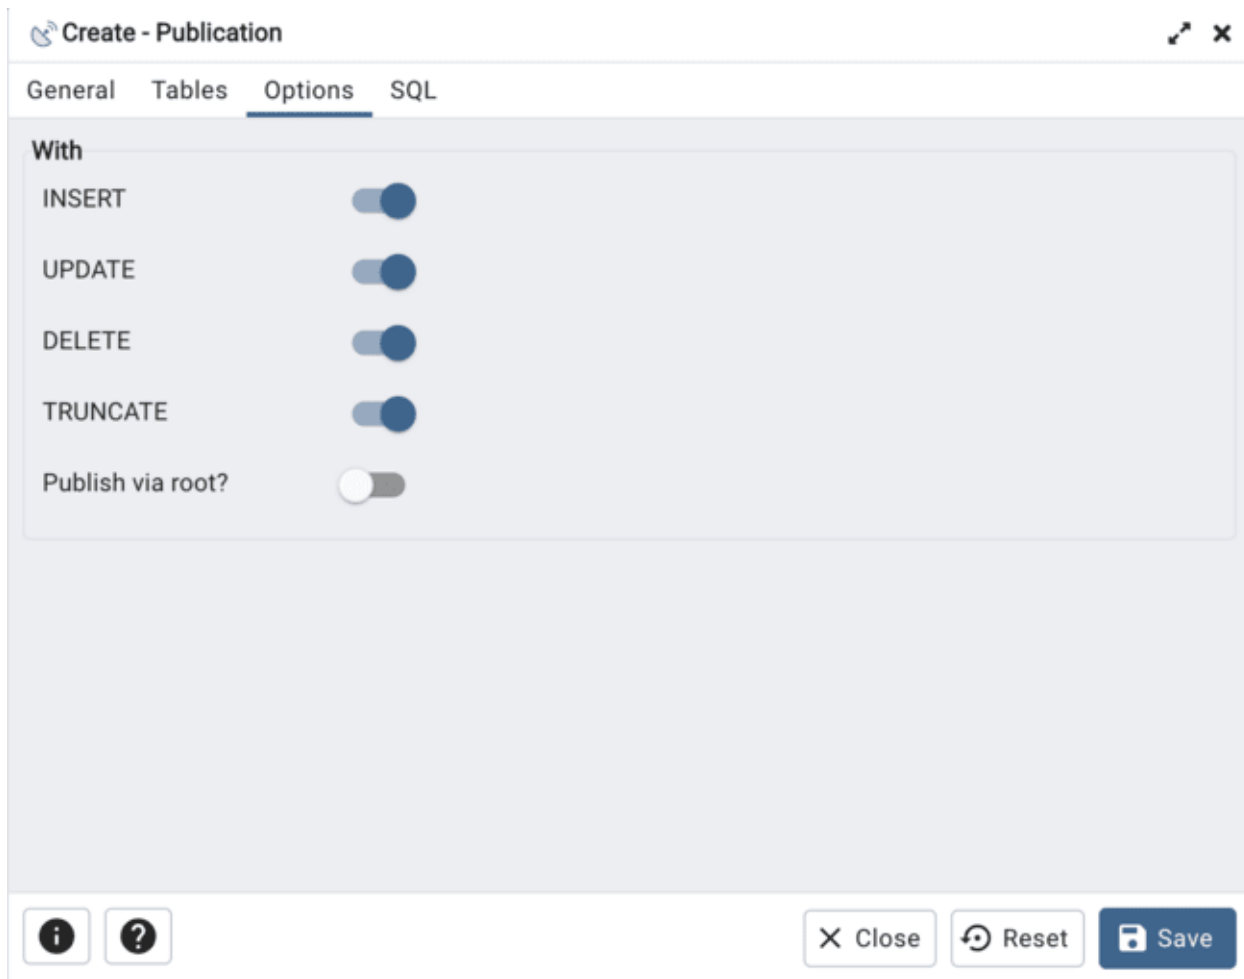 Create - Publication
General Tables Options SQL
With
INSERT
UPDATE
DELETE
TRUNCATE
Publish via root?
Close Reset Save